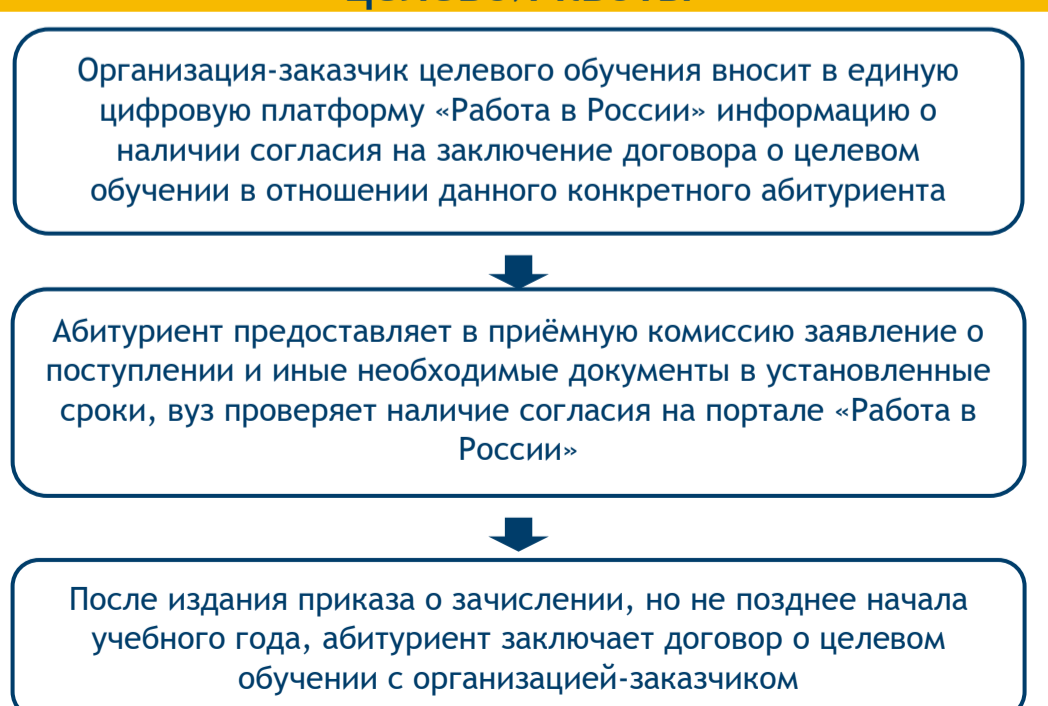 Организация-заказчик целевого обучения вносит в единую
цифровую платформу «Работа в России» информацию о
наличии согласия на заключение договора о целевом
обучении в отношении данного конкретного абитуриента
Абитуриент предоставляет в приёмную комиссию заявление о
поступлении и иные необходимые документы в установленные
сроки, вуз проверяет наличие согласия на портале «Работа в
России»
После издания приказа о зачислении, но не позднее начала
учебного года, абитуриент заключает договор о целевом
обучении с организацией-заказчиком